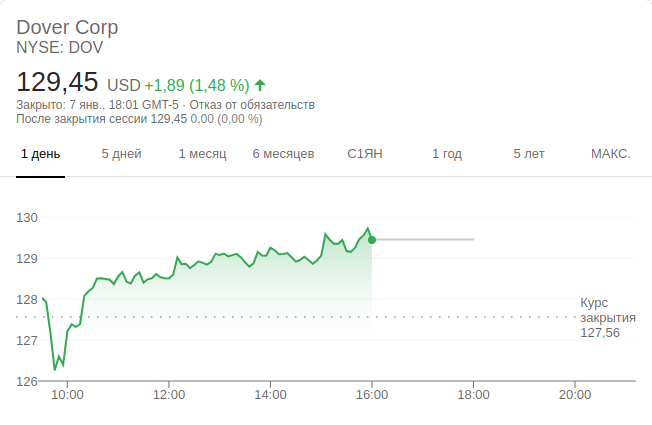 Dover Corp
NYSE: DOV
129,45 USD +1,89 (1,48 %)
Закрыто: 7 янв., 18:01 GMT-5 · Отказ от обязательств
После закрытия сессии 129,45 0,00 (0,00 %)
1 день 5 дней 1 месяц 6 месяцев С1ЯН 1 год 5 лет МАКС.
130
129
128
127
126
Курс
закрытия
127,56
10:00 12:00 14:00 16:00 18:00 20:00